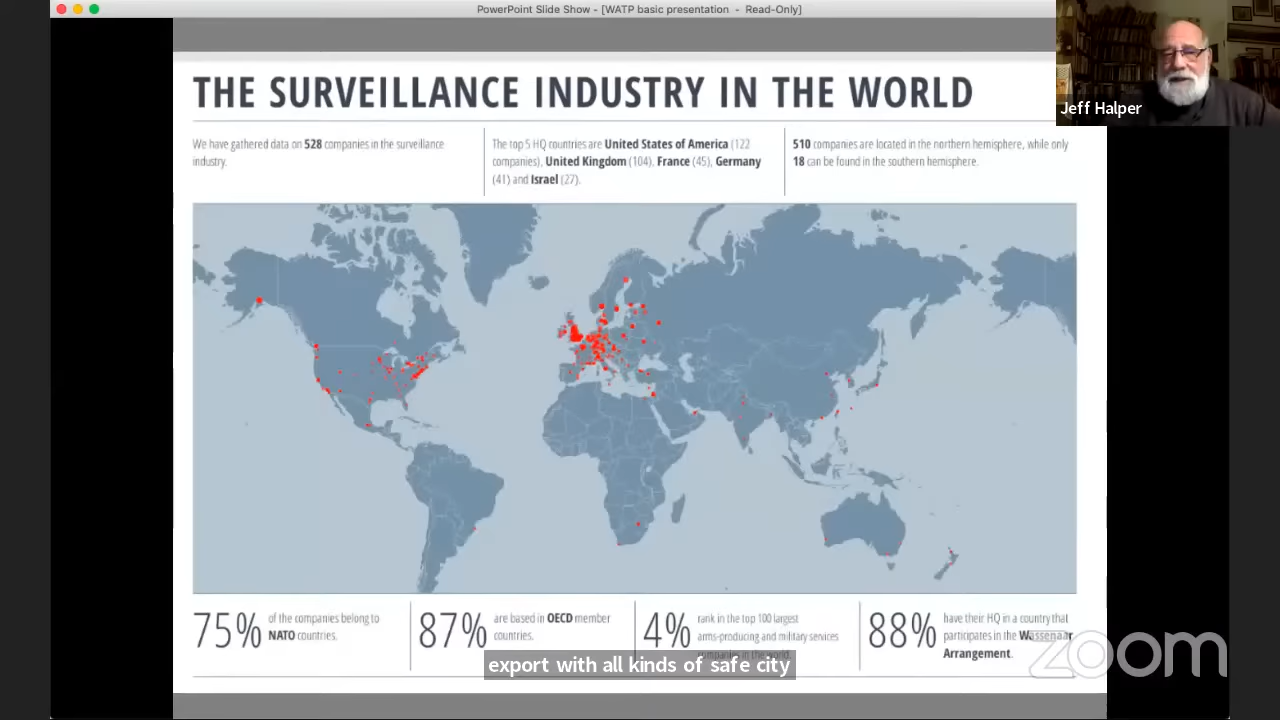 PowerPoint Slide Show - [WATP basic presentation - Read-Only]
Jeff Halper
THE SURVEILLANCE INDUSTRY IN THE WORLD
We have gathered data on 528 companies in the surveillance
industry.
The top 5 HQ countries are United States of America (122
companies), United Kingdom (104), France (45), Germany
(41) and Israel (27).
510 companies are located in the northern hemisphere, while only
18 can be found in the southern hemisphere.
75%
of the companies belong to
NATO countries.
87%
are based in OECD member
countries.
4%
rank in the top 100 largest
arms-producing and military services
companies in the world.
88%
have their HQ in a country that
participates in the Wassenaar
Arrangement.
export with all kinds of safe city
zoom